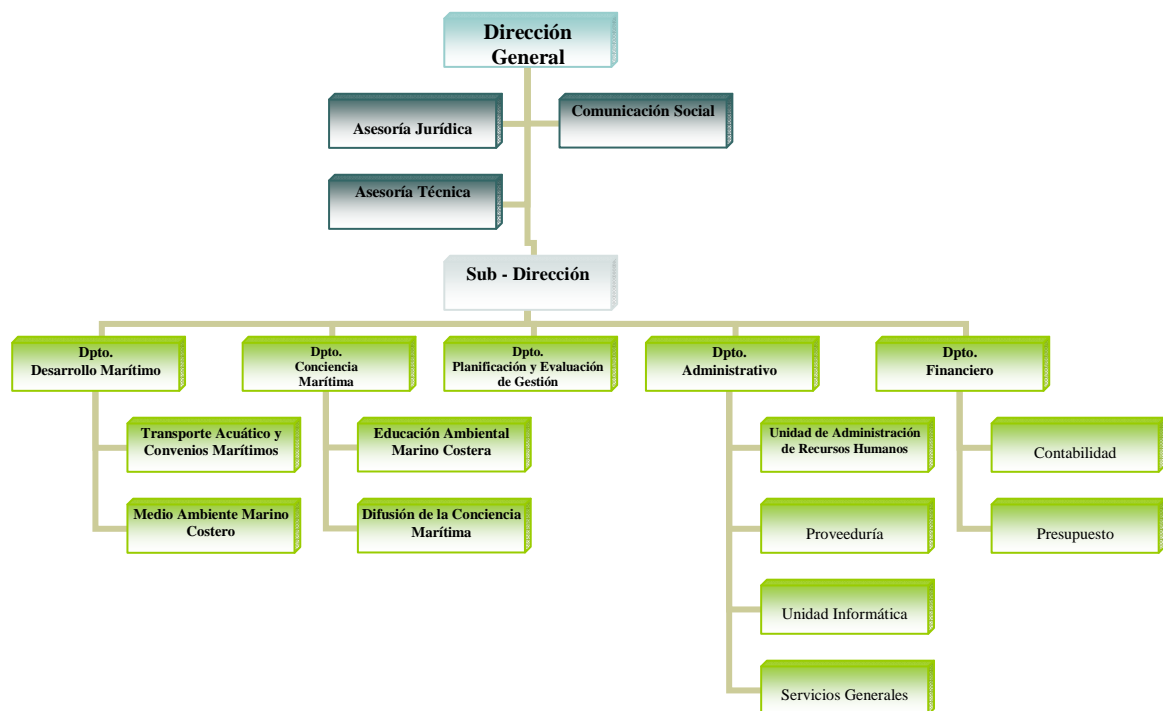 Dirección
General
Asesoría Jurídica
Comunicación Social
Asesoría Técnica
Sub - Dirección
Dpto.
Desarrollo Marítimo
Dpto.
Conciencia
Marítima
Dpto.
Planificación y Evaluación
de Gestión
Dpto.
Administrativo
Dpto.
Financiero
Transporte Acuático y
Convenios Marítimos
Educación Ambiental
Marino Costera
Unidad de Administración
de Recursos Humanos
Contabilidad
Medio Ambiente Marino
Costero
Difusión de la Conciencia
Marítima
Proveeduría
Presupuesto
Unidad Informática
Servicios Generales